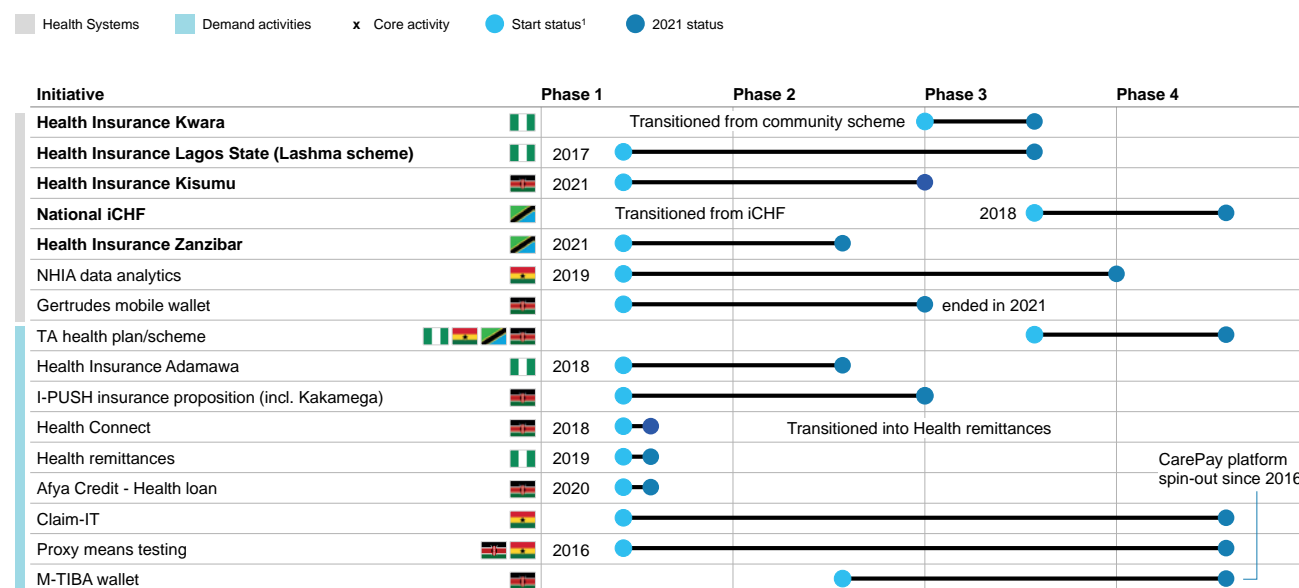 Health Systems Demand activities x Core activity Start status¹ 2021 status
Initiative Phase 1 Phase 2 Phase 3 Phase 4
Health Insurance Kwara Transitioned from community scheme
Health Insurance Lagos State (Lashma scheme) 2017
Health Insurance Kisumu 2021
National iCHF Transitioned from iCHF 2018
Health Insurance Zanzibar 2021
NHIA data analytics 2019
Gertrudes mobile wallet ended in 2021
TA health plan/scheme
Health Insurance Adamawa 2018
I-PUSH insurance proposition (incl. Kakamega)
Health Connect 2018 Transitioned into Health remittances
Health remittances 2019
CarePay platform
spin-out since 2016
Afya Credit - Health loan 2020
Claim-IT
Proxy means testing 2016
M-TIBA wallet